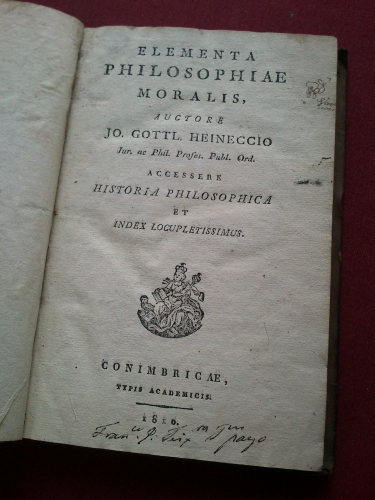 ELEMENTA
PHILOSOPHIAE
MORALIS,
AUCTORE
JO. GOTTL. HEINECCIO
Iur. ac Phil. Profes. Publ. Ord.
ACCESSERE
HISTORIA PHILOSOPHICA
ET
INDEX LOCUPLETISSIMUS.
CONIMBRICAE,
TYPIS ACADEMICIS.
1810.